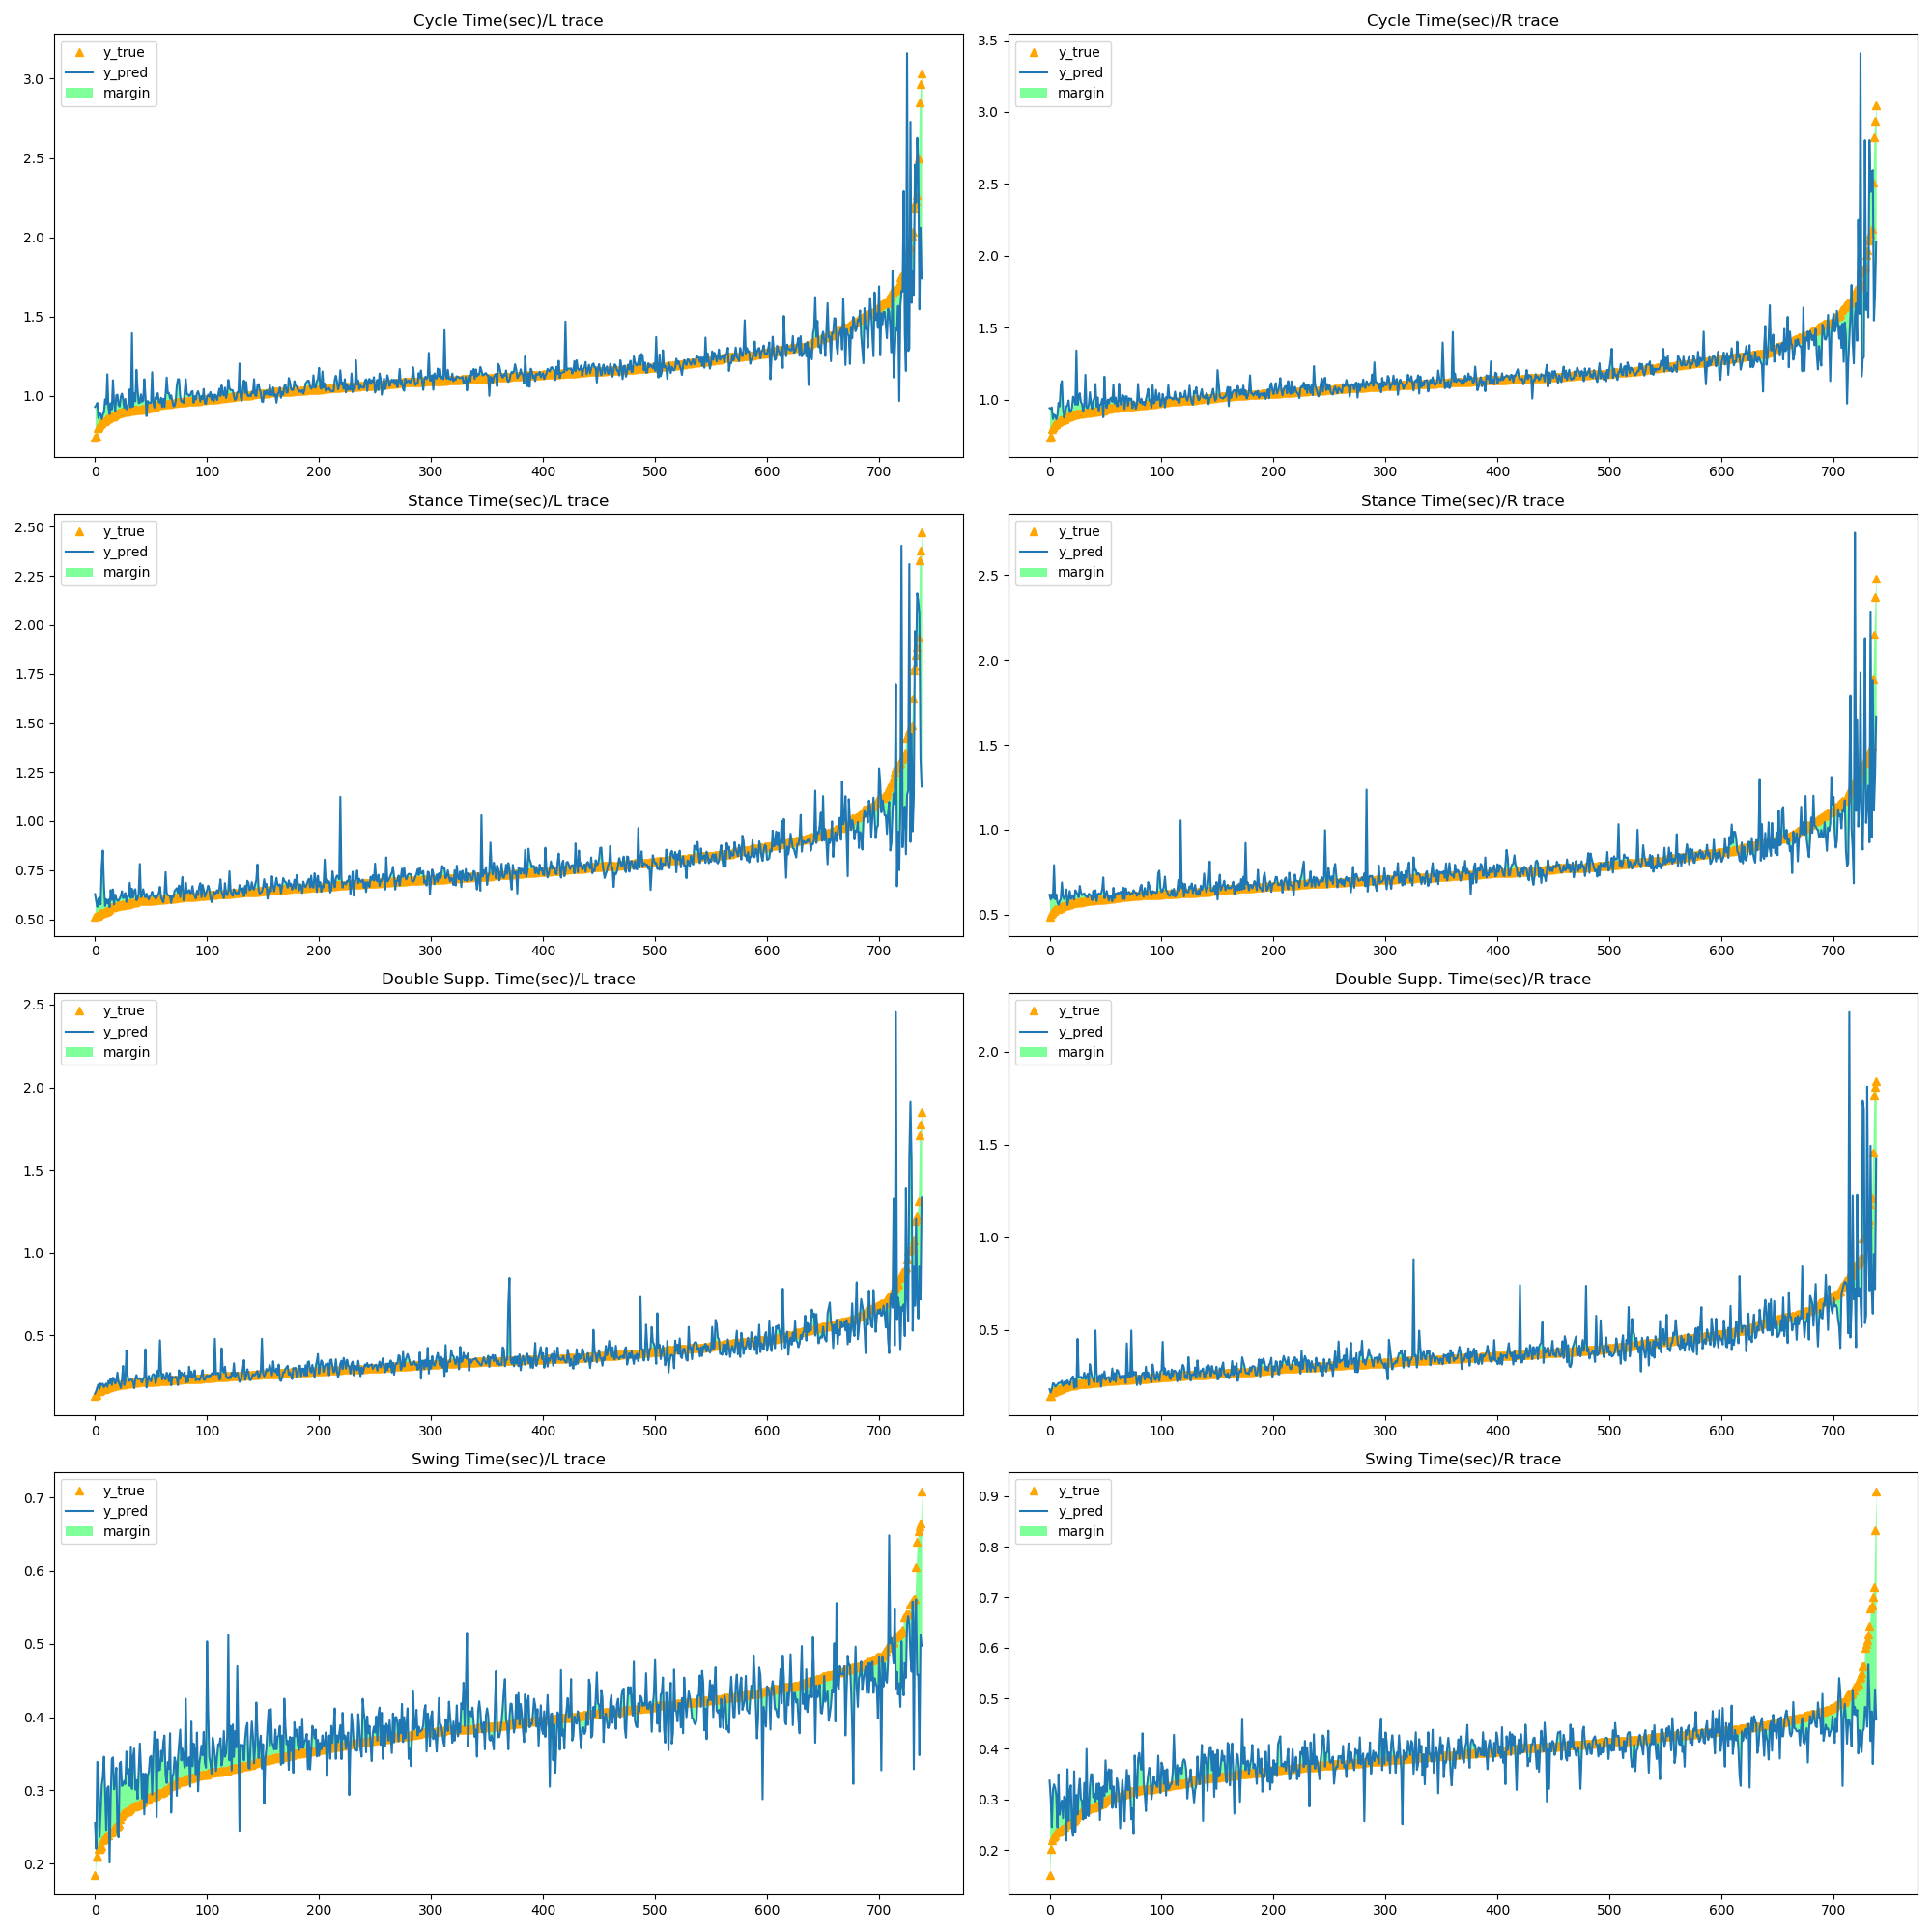 Cycle Time(sec)/L trace
y_true
y_pred
margin
3.0
2.5
2.0
1.5
1.0
0 100 200 300 400 500 600 700
Cycle Time(sec)/R trace
y_true
y_pred
margin
3.5
3.0
2.5
2.0
1.5
1.0
0 100 200 300 400 500 600 700
Stance Time(sec)/L trace
y_true
y_pred
margin
2.50
2.25
2.00
1.75
1.50
1.25
1.00
0.75
0.50
0 100 200 300 400 500 600 700
Stance Time(sec)/R trace
y_true
y_pred
margin
2.5
2.0
1.5
1.0
0.5
0 100 200 300 400 500 600 700
Double Supp. Time(sec)/L trace
y_true
y_pred
margin
2.5
2.0
1.5
1.0
0.5
0 100 200 300 400 500 600 700
Double Supp. Time(sec)/R trace
y_true
y_pred
margin
2.0
1.5
1.0
0.5
0 100 200 300 400 500 600 700
Swing Time(sec)/L trace
y_true
y_pred
margin
0.7
0.6
0.5
0.4
0.3
0.2
0 100 200 300 400 500 600 700
Swing Time(sec)/R trace
y_true
y_pred
margin
0.9
0.8
0.7
0.6
0.5
0.4
0.3
0.2
0 100 200 300 400 500 600 700